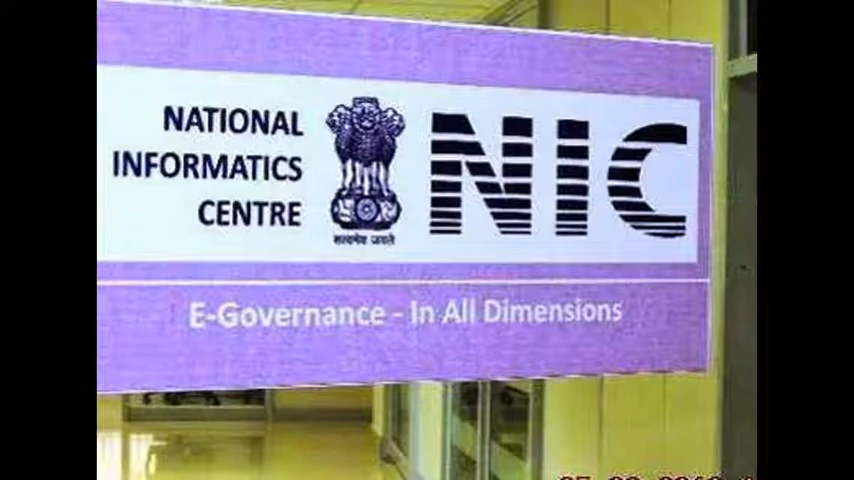 NATIONAL
INFORMATICS
CENTRE
सत्यमेव जयते
NIC
E-Governance - In All Dimensions